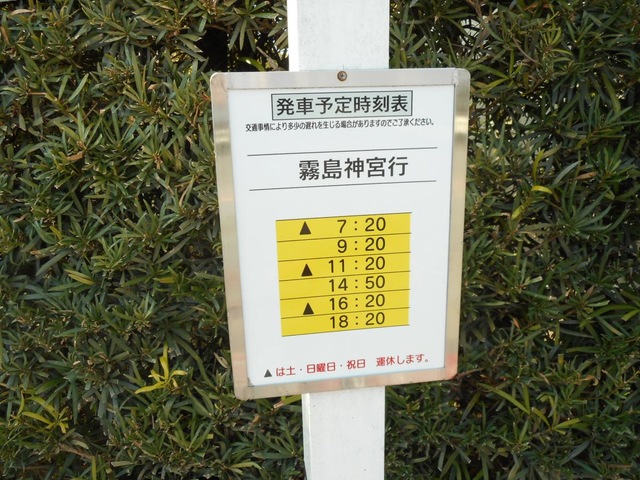 発車予定時刻表
交通事情により多少の遅れを生じる場合がありますのでご了承ください。
霧島神宮行
▲ 7：20
9：20
▲ 11：20
14：50
▲ 16：20
18：20
▲は土・日曜日・祝日 運休します。